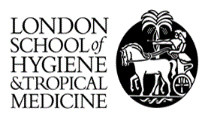 LONDON
SCHOOL of
HYGIENE
& TROPICAL
MEDICINE